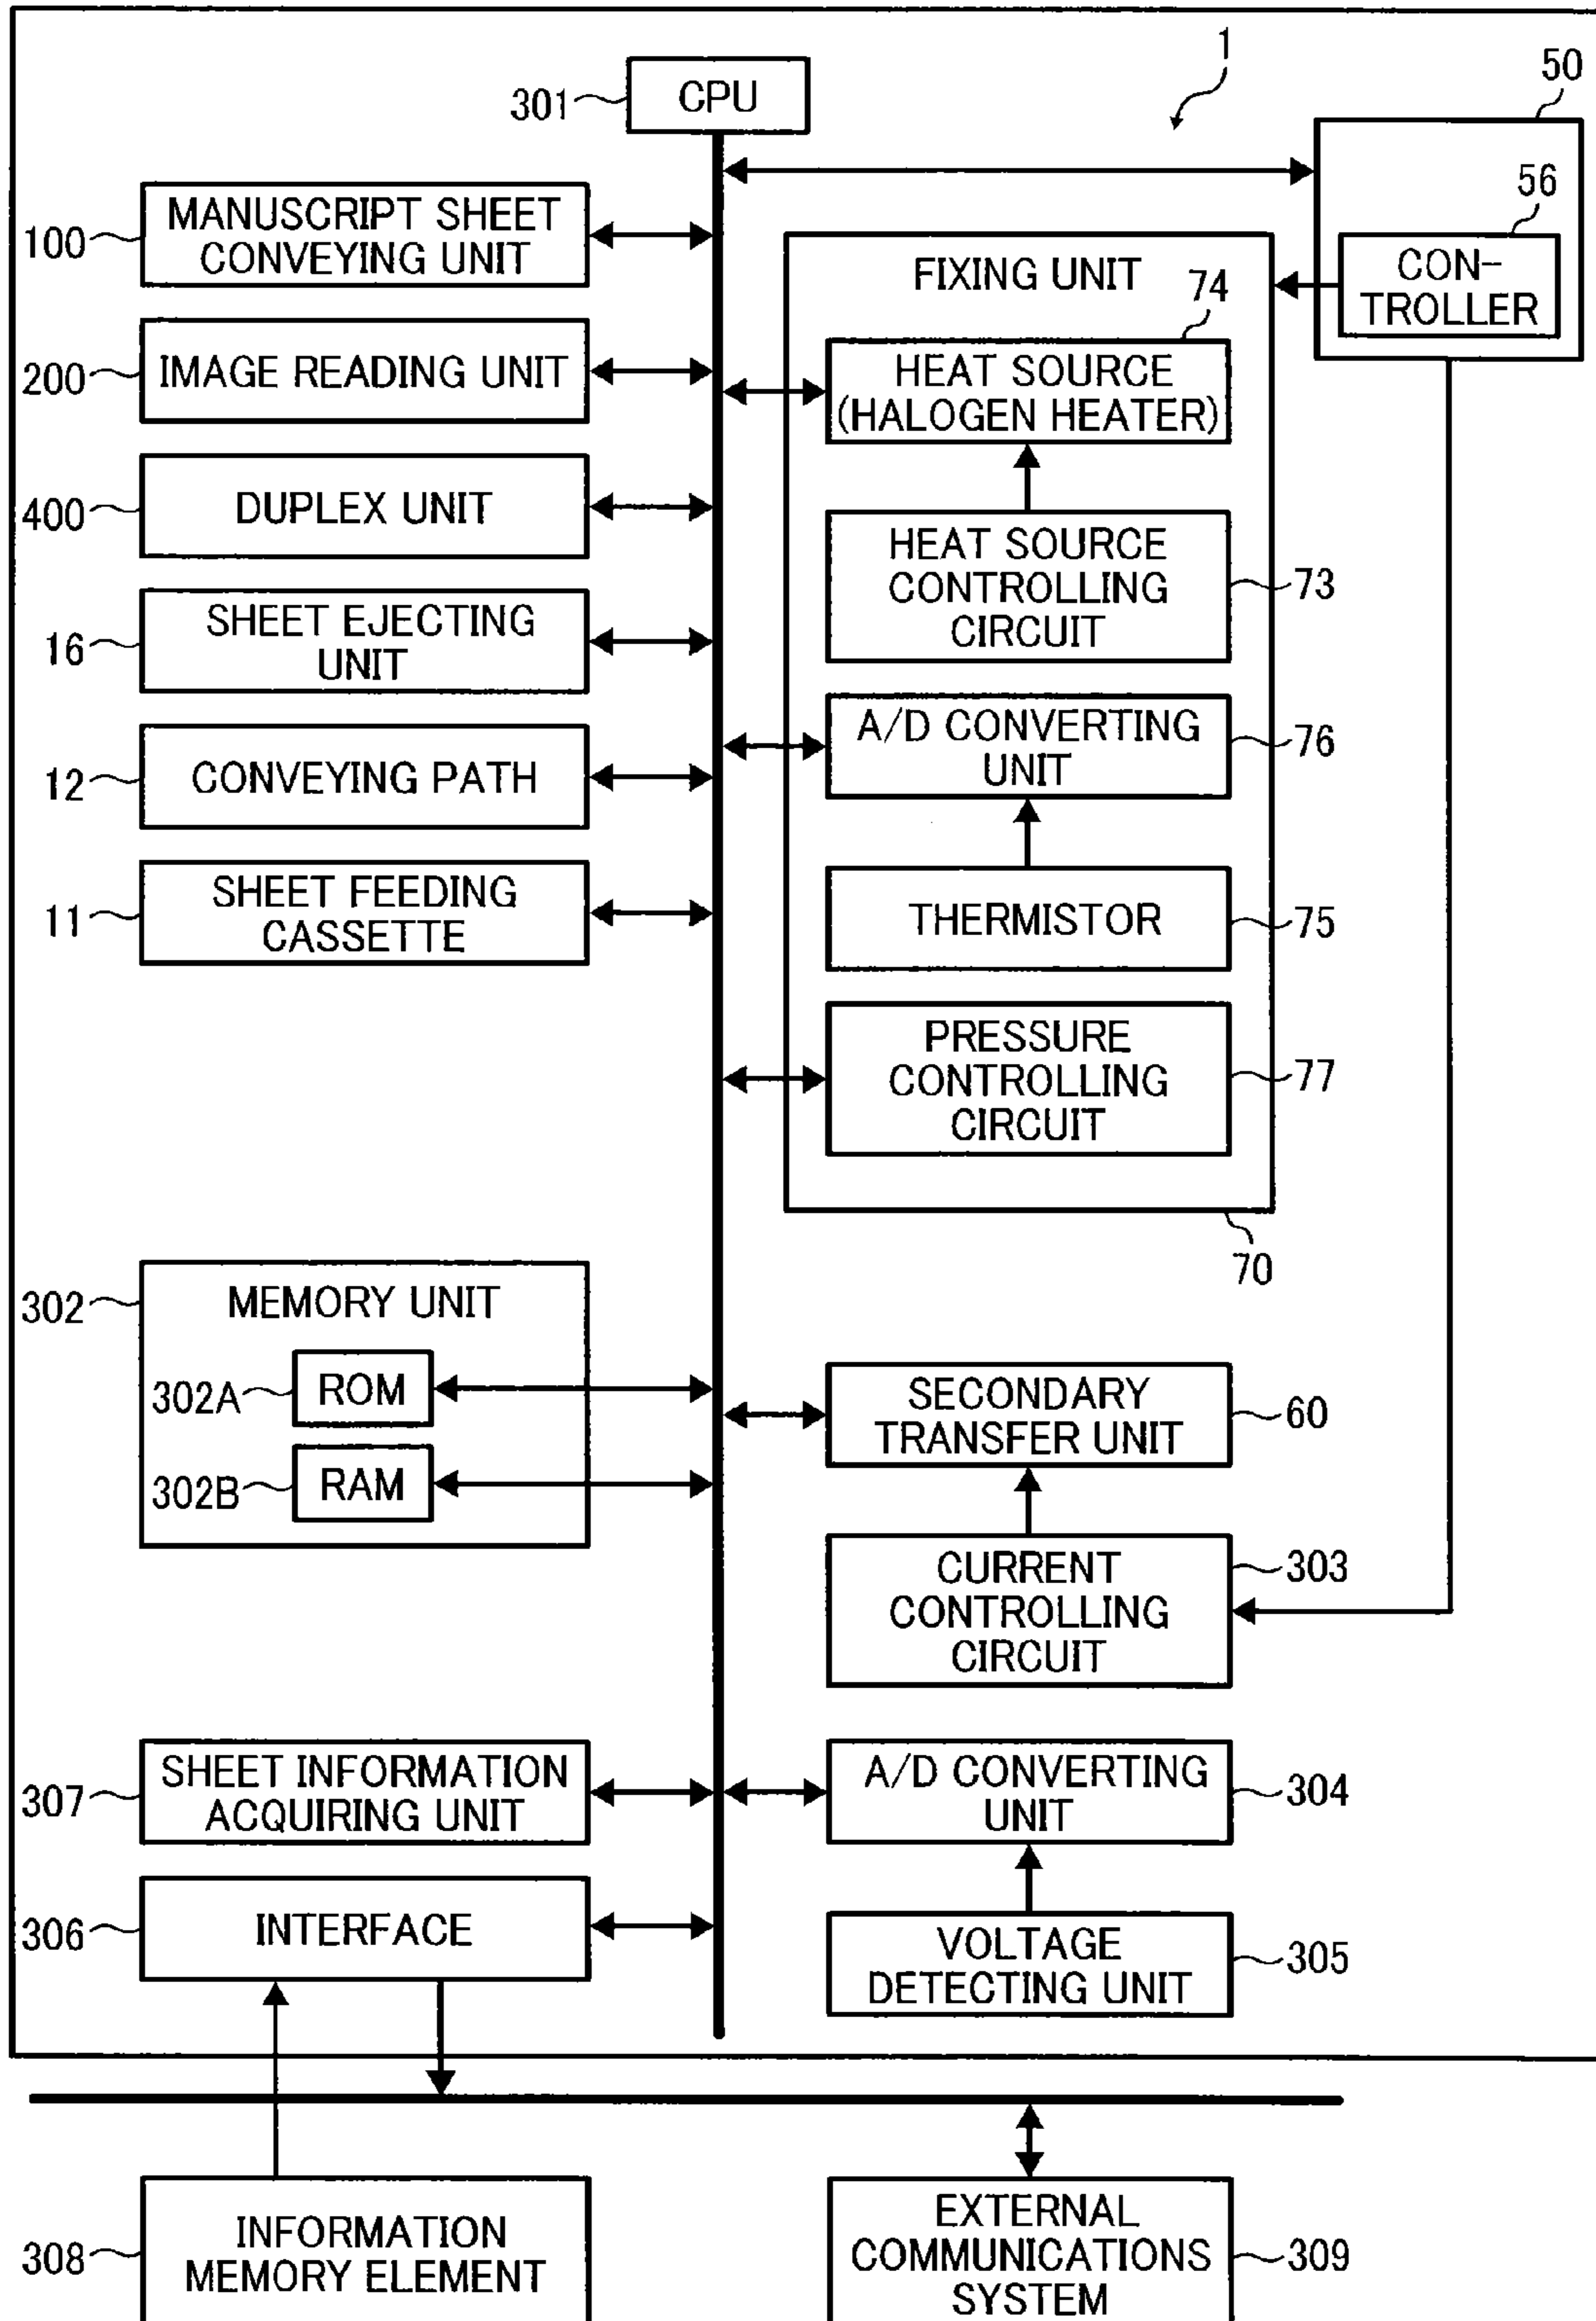 1
50
301
CPU
56
CON-
TROLLER
100
MANUSCRIPT SHEET
CONVEYING UNIT
FIXING UNIT
74
200
IMAGE READING UNIT
HEAT SOURCE
(HALOGEN HEATER)
400
DUPLEX UNIT
HEAT SOURCE
CONTROLLING
CIRCUIT
73
16
SHEET EJECTING
UNIT
12
CONVEYING PATH
A/D CONVERTING
UNIT
76
11
SHEET FEEDING
CASSETTE
THERMISTOR
75
PRESSURE
CONTROLLING
CIRCUIT
77
70
302
MEMORY UNIT
302A
ROM
302B
RAM
SECONDARY
TRANSFER UNIT
60
CURRENT
CONTROLLING
CIRCUIT
303
307
SHEET INFORMATION
ACQUIRING UNIT
A/D CONVERTING
UNIT
304
306
INTERFACE
VOLTAGE
DETECTING UNIT
305
308
INFORMATION
MEMORY ELEMENT
EXTERNAL
COMMUNICATIONS
SYSTEM
309